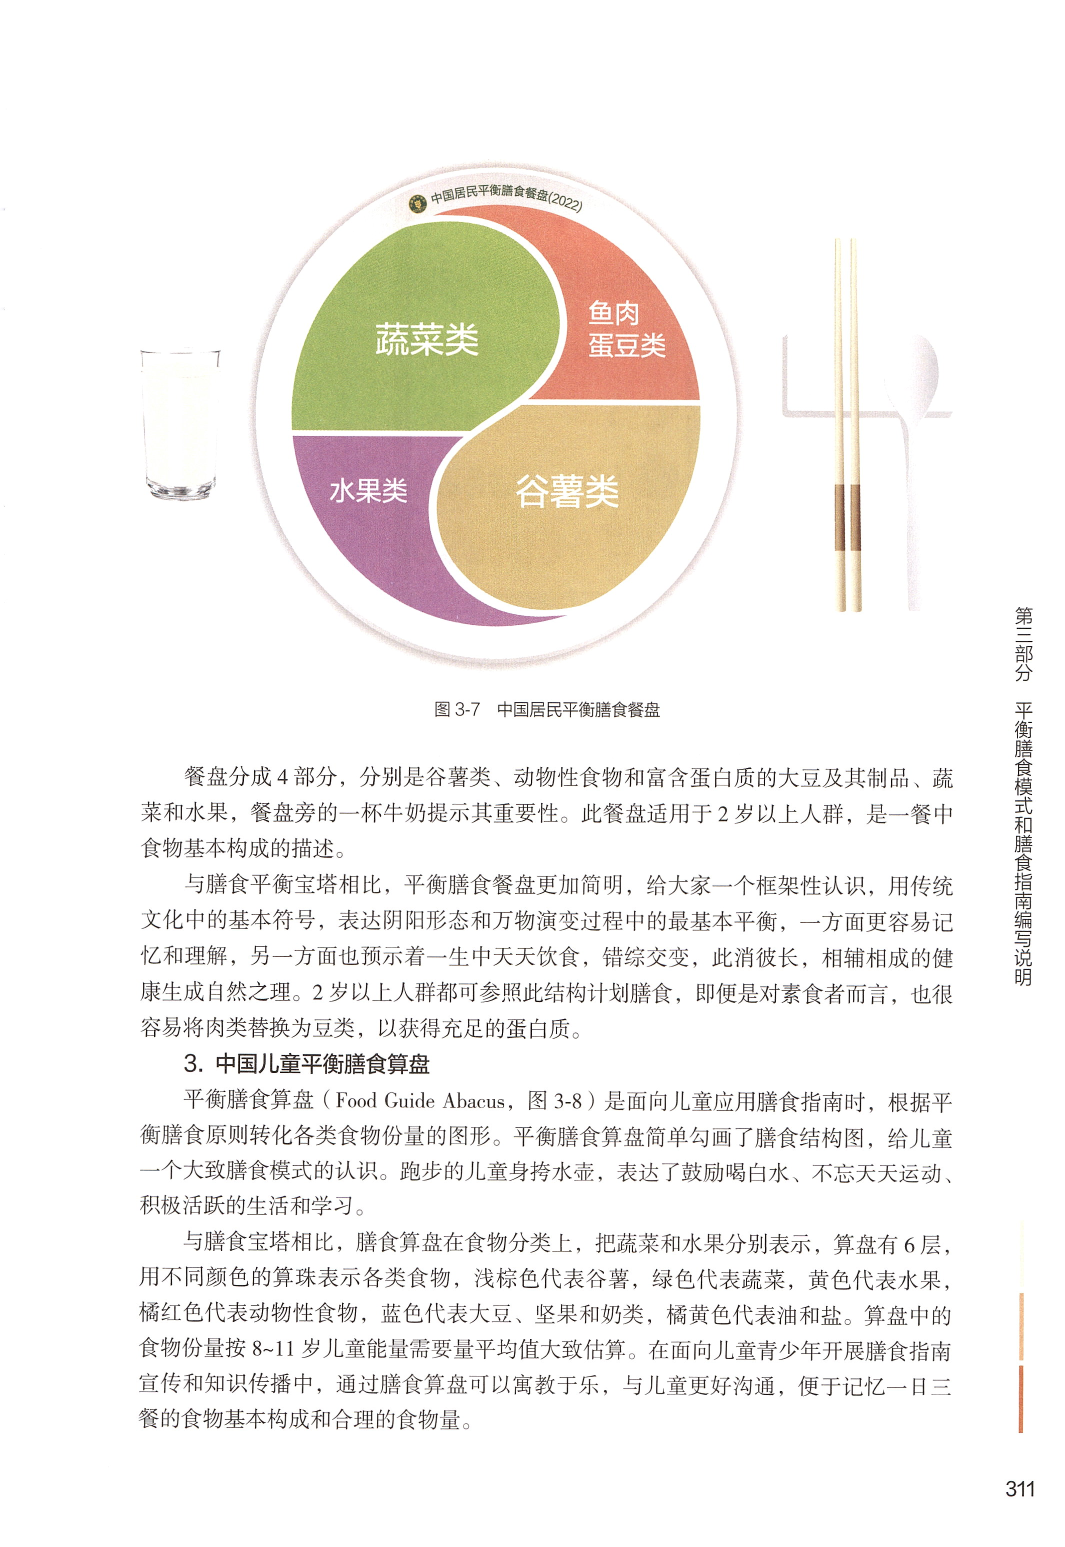 中国居民平衡膳食餐盘(2022)
蔬菜类
鱼肉
蛋豆类
水果类
谷薯类
图 3-7 中国居民平衡膳食餐盘
餐盘分成 4 部分，分别是谷薯类、动物性食物和富含蛋白质的大豆及其制品、蔬
菜和水果，餐盘旁的一杯牛奶提示其重要性。此餐盘适用于 2 岁以上人群，是一餐中
食物基本构成的描述。
与膳食平衡宝塔相比，平衡膳食餐盘更加简明，给大家一个框架性认识，用传统
文化中的基本符号，表达阴阳形态和万物演变过程中的最基本平衡，一方面更容易记
忆和理解，另一方面也预示着一生中天天饮食，错综交变，此消彼长，相辅相成的健
康生成自然之理。2 岁以上人群都可参照此结构计划膳食，即便是对素食者而言，也很
容易将肉类替换为豆类，以获得充足的蛋白质。
3. 中国儿童平衡膳食算盘
平衡膳食算盘（Food Guide Abacus，图 3-8）是面向儿童应用膳食指南时，根据平
衡膳食原则转化各类食物份量的图形。平衡膳食算盘简单勾画了膳食结构图，给儿童
一个大致膳食模式的认识。跑步的儿童身挎水壶，表达了鼓励喝白水、不忘天天运动、
积极活跃的生活和学习。
与膳食宝塔相比，膳食算盘在食物分类上，把蔬菜和水果分别表示，算盘有 6 层，
用不同颜色的算珠表示各类食物，浅棕色代表谷薯，绿色代表蔬菜，黄色代表水果，
橘红色代表动物性食物，蓝色代表大豆、坚果和奶类，橘黄色代表油和盐。算盘中的
食物份量按 8~11 岁儿童能量需要量平均值大致估算。在面向儿童青少年开展膳食指南
宣传和知识传播中，通过膳食算盘可以寓教于乐，与儿童更好沟通，便于记忆一日三
餐的食物基本构成和合理的食物量。
第三部分 平衡膳食模式和膳食指南编写说明
311